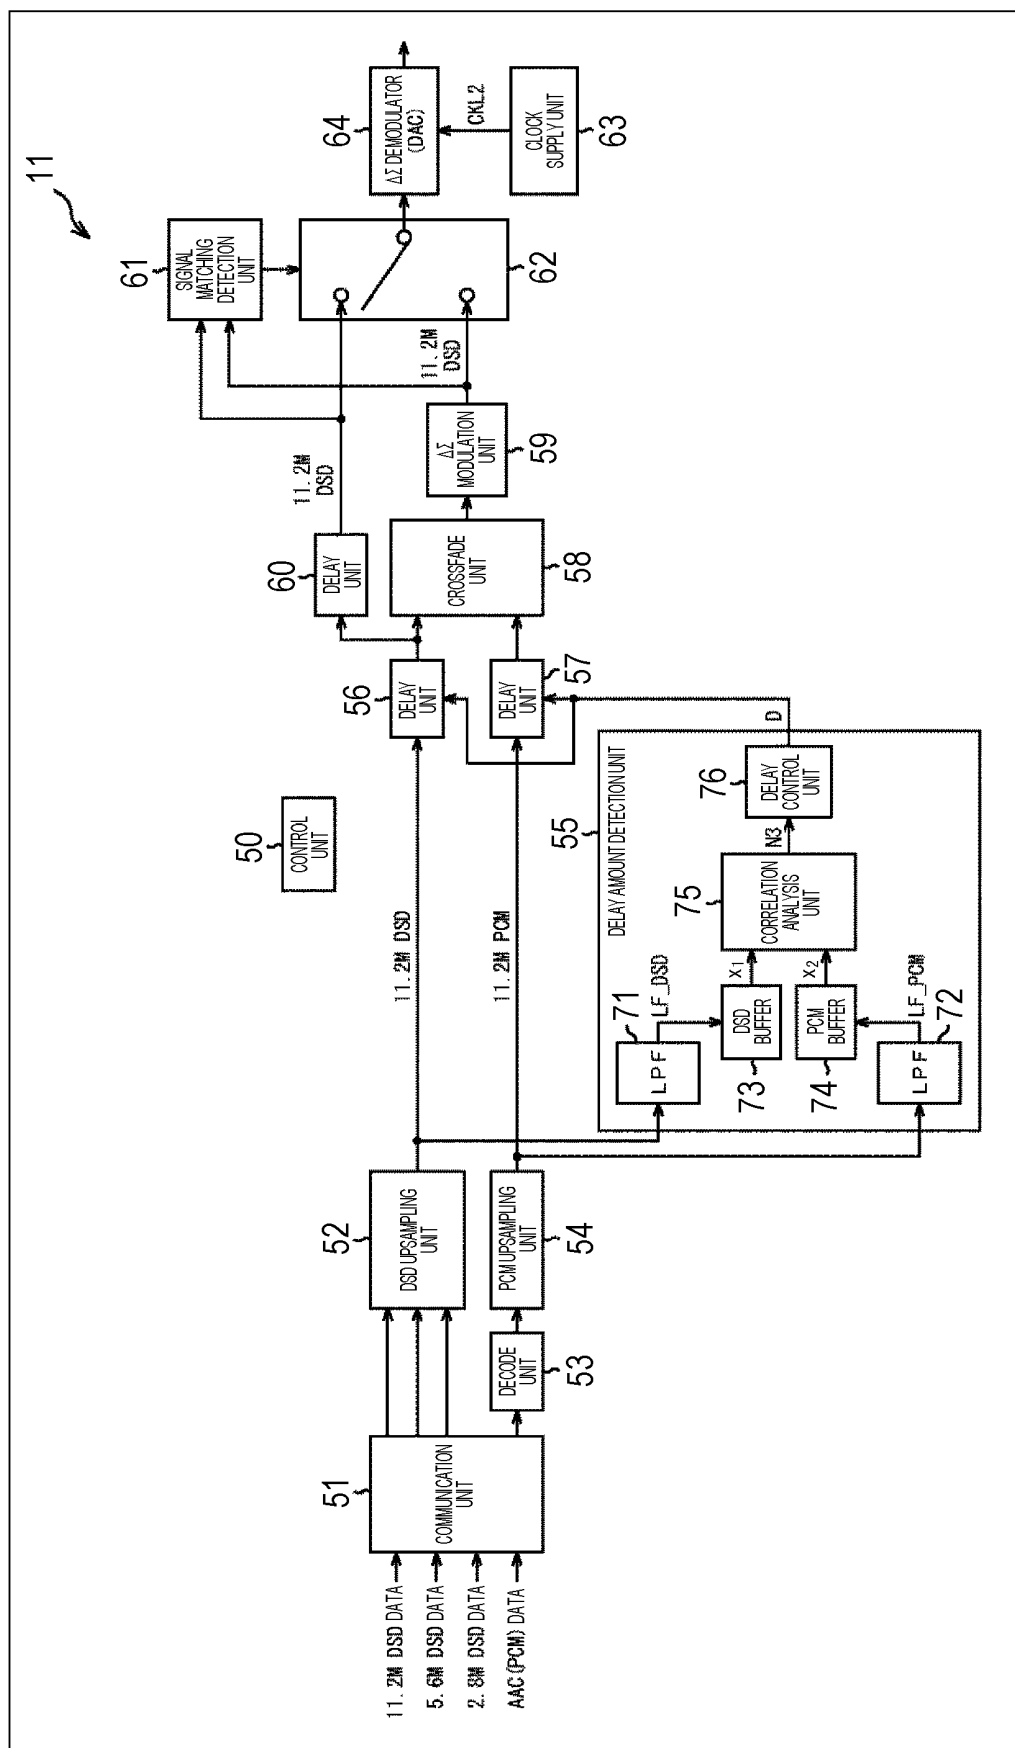 11
11.2M DSD DATA
5.6M DSD DATA
2.8M DSD DATA
AAC(PCM) DATA
51
COMMUNICATION
UNIT
52
DSD UPSAMPLING
UNIT
53
DECODE
UNIT
54
PCM UPSAMPLING
UNIT
50
CONTROL
UNIT
11.2M DSD
11.2M PCM
55
DELAY AMOUNT DETECTION UNIT
71
LPF
LF_DSD
72
LPF
LF_PCM
73
DSD
BUFFER
X1
74
PCM
BUFFER
X2
75
CORRELATION
ANALYSIS
UNIT
N3
76
DELAY
CONTROL
UNIT
D
56
DELAY
UNIT
57
DELAY
UNIT
58
CROSSFADE
UNIT
60
DELAY
UNIT
11.2M
DSD
59
ΔΣ
MODULATION
UNIT
11.2M
DSD
61
SIGNAL
MATCHING
DETECTION
UNIT
62
64
ΔΣ DEMODULATOR
(DAC)
CKL2
CLOCK
SUPPLY UNIT
63